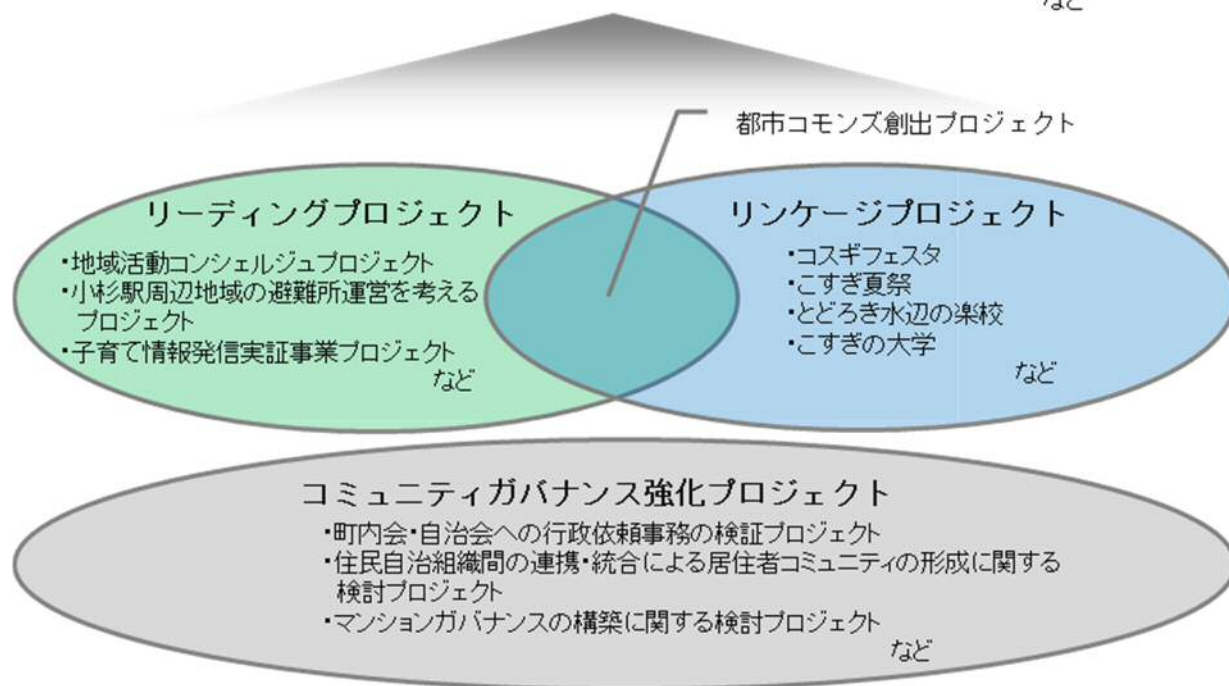 など
都市コモンズ創出プロジェクト
リーディングプロジェクト
・地域活動コンシェルジュプロジェクト
・小杉駅周辺地域の避難所運営を考える
プロジェクト
・子育て情報発信実証事業プロジェクト
など
リンケージプロジェクト
・コスギフェスタ
・こすぎ夏祭
・とどろき水辺の楽校
・こすぎの大学
など
コミュニティガバナンス強化プロジェクト
・町内会・自治会への行政依頼事務の検証プロジェクト
・住民自治組織間の連携・統合による居住者コミュニティの形成に関する
検討プロジェクト
・マンションガバナンスの構築に関する検討プロジェクト
など